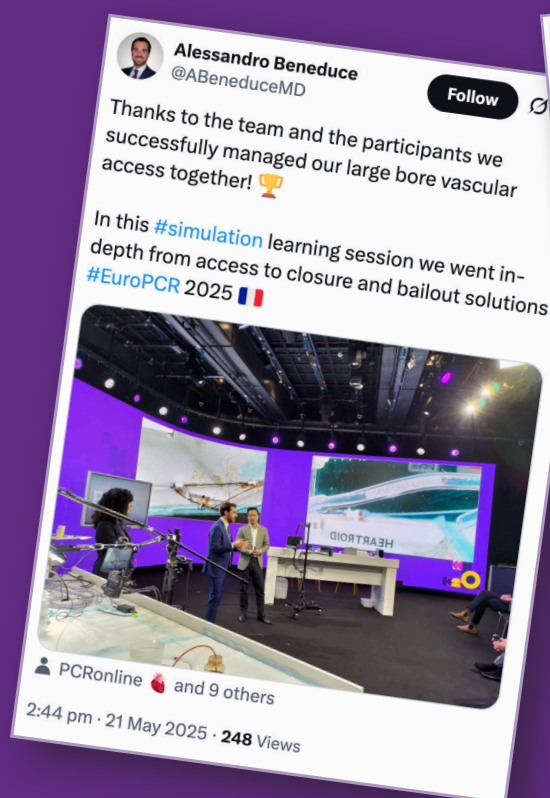 Alessandro Beneduce
@ABeneduceMD
Follow
Thanks to the team and the participants we
successfully managed our large bore vascular
access together! 🏆
In this #simulation learning session we went in-
depth from access to closure and bailout solutions
#EuroPCR 2025 🇫🇷
HEARTROID
PCRonline 🫀 and 9 others
2:44 pm · 21 May 2025 · 248 Views